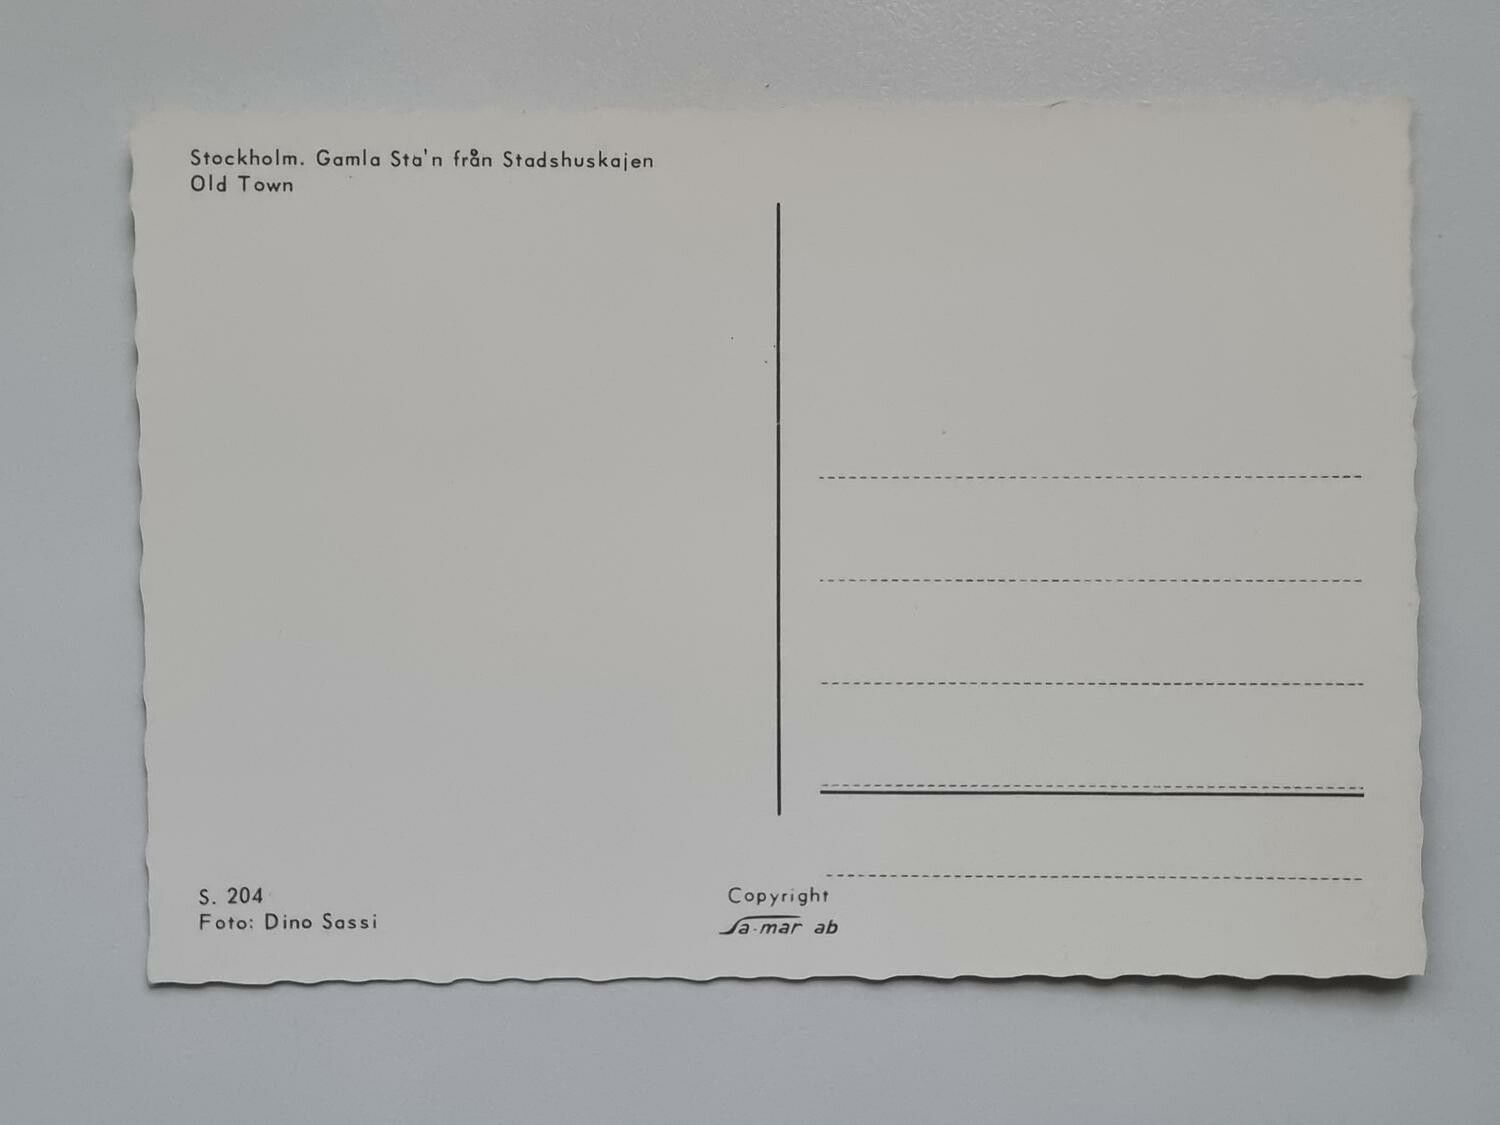 Stockholm. Gamla Sta'n från Stadshuskajen
Old Town
S. 204
Foto: Dino Sassi
Copyright
Sa-mar ab